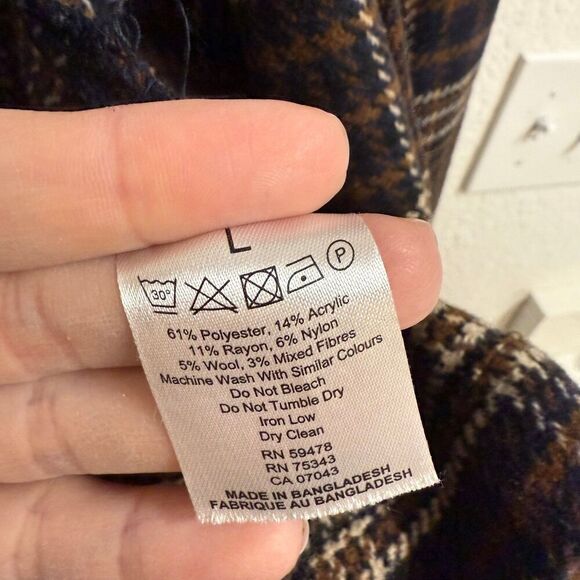 L
30°
P
61% Polyester, 14% Acrylic
11% Rayon, 6% Nylon
5% Wool, 3% Mixed Fibres
Machine Wash With Similar Colours
Do Not Bleach
Do Not Tumble Dry
Iron Low
Dry Clean
RN 59478
RN 75343
CA 07043
MADE IN BANGLADESH
FABRIQUE AU BANGLADESH